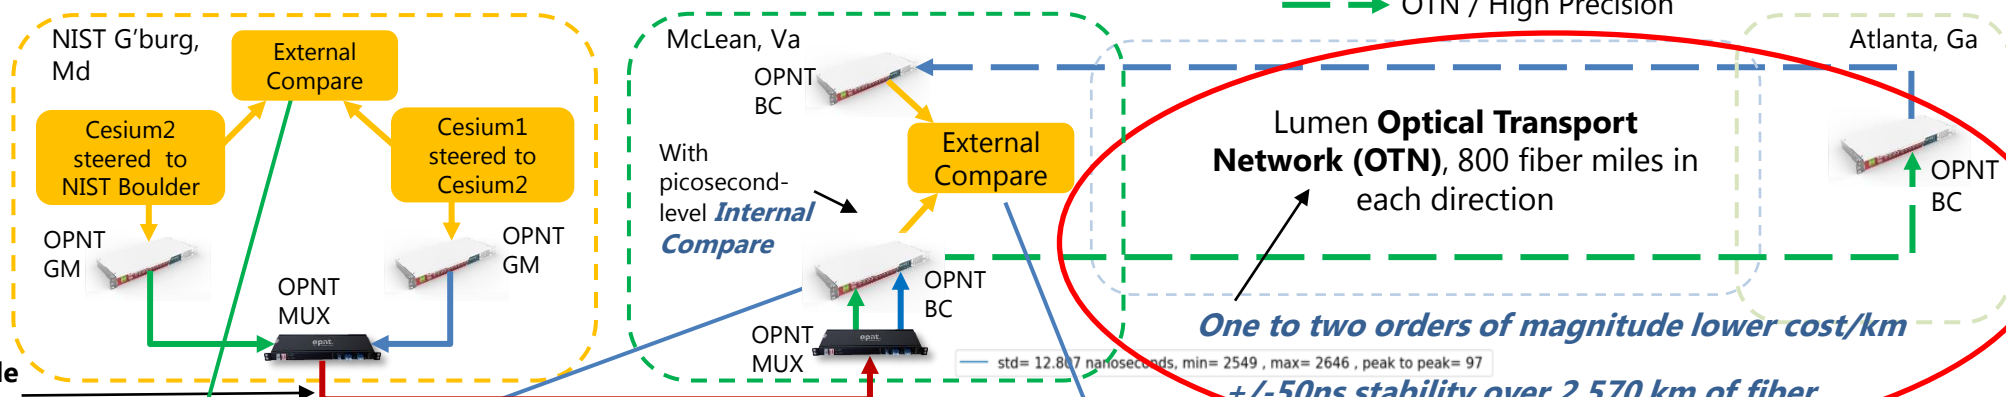 OTN / High Precision
NIST G'burg,
Md
External
Compare
Cesium2
steered to
NIST Boulder
Cesium1
steered to
Cesium2
OPNT
GM
OPNT
GM
OPNT
MUX
opnt.
McLean, Va
OPNT
BC
With
picosecond-
level Internal
Compare
External
Compare
OPNT
BC
OPNT
MUX
opnt.
Atlanta, Ga
Lumen Optical Transport
Network (OTN), 800 fiber miles in
each direction
OPNT
BC
One to two orders of magnitude lower cost/km
std= 12.807 nanoseconds, min= 2549 , max= 2646 , peak to peak= 97
+/-50ns stability over 2,570 km of fiber